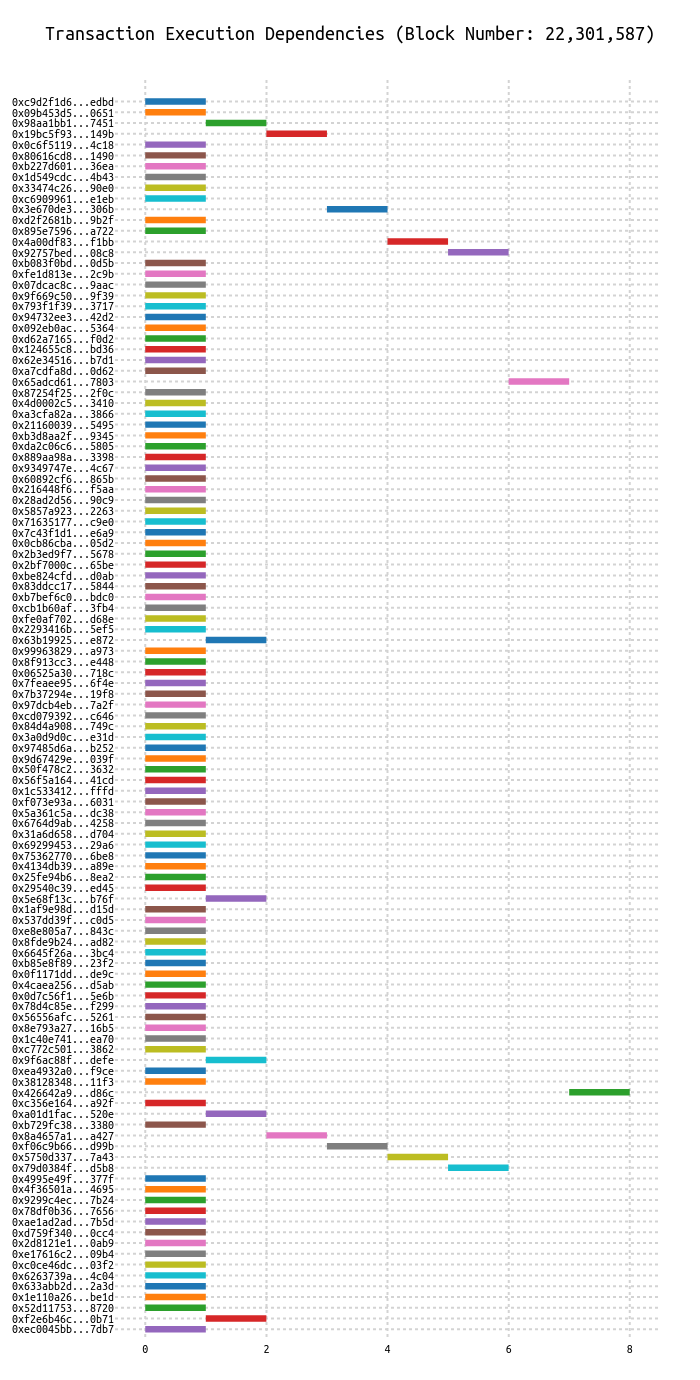 Transaction Execution Dependencies (Block Number: 22,301,587)
0xc9d2f1d6...edbd
0x09b453d5...0651
0x98aa1bb1...7451
0x19bc5f93...149b
0x0c6f5119...4c18
0x80616cd8...1490
0xb227d601...36ea
0x1d549cdc...4b43
0x33474c26...90e0
0xc6909961...e1eb
0x3e670de3...306b
0xd2f2681b...9b2f
0x895e7596...a722
0x4a00df83...f1bb
0x92757bed...08c8
0xb083f0bd...0d5b
0xfe1d813e...2c9b
0x07dcac8c...9aac
0x9f669c50...9f39
0x793f1f39...3717
0x94732ee3...42d2
0x092eb0ac...5364
0xd62a7165...f0d2
0x124655c8...bd36
0x62e34516...b7d1
0xa7cdfa8d...0d62
0x65adcd61...7803
0x87254f25...2f0c
0x4d0002c5...3410
0xa3cfa82a...3866
0x21160039...5495
0xb3d8aa2f...9345
0xda2c06c6...5805
0x889aa98a...3398
0x9349747e...4c67
0x60892cf6...865b
0x216448f6...f5aa
0x28ad2d56...90c9
0x5857a923...2263
0x71635177...c9e0
0x7c43f1d1...e6a9
0x0cb86cba...05d2
0x2b3ed9f7...5678
0x2bf7000c...65be
0xbe824cfd...d0ab
0x83ddcc17...5844
0xb7bef6c0...bdc0
0xcb1b60af...3fb4
0xfe0af702...d68e
0x2293416b...5ef5
0x63b19925...e872
0x99963829...a973
0x8f913cc3...e448
0x06525a30...718c
0x7feaee95...6f4e
0x7b37294e...19f8
0x97dcb4eb...7a2f
0xcd079392...c646
0x84d4a908...749c
0x3a0d9d0c...e31d
0x97485d6a...b252
0x9d67429e...039f
0x50f478c2...3632
0x56f5a164...41cd
0x1c533412...fffd
0xf073e93a...6031
0x5a361c5a...dc38
0x6764d9ab...4258
0x31a6d658...d704
0x69299453...29a6
0x75362770...6be8
0x4134db39...a89e
0x25fe94b6...8ea2
0x29540c39...ed45
0x5e68f13c...b76f
0x1af9e98d...d15d
0x537dd39f...c0d5
0xe8e805a7...843c
0x8fde9b24...ad82
0x6645f26a...3bc4
0xb85e8f89...23f2
0x0f1171dd...de9c
0x4caea256...d5ab
0x0d7c56f1...5e6b
0x78d4c85e...f299
0x56556afc...5261
0x8e793a27...16b5
0x1c40e741...ea70
0xc772c501...3862
0x9f6ac88f...defe
0xea4932a0...f9ce
0x38128348...11f3
0x426642a9...d86c
0xc356e164...a92f
0xa01d1fac...520e
0xb729fc38...3380
0x8a4657a1...a427
0xf06c9b66...d99b
0x5750d337...7a43
0x79d0384f...d5b8
0x4995e49f...377f
0x4f36501a...4695
0x9299c4ec...7b24
0x78df0b36...7656
0xae1ad2ad...7b5d
0xd759f340...0cc4
0x2d8121e1...0ab9
0xe17616c2...09b4
0xc0ce46dc...03f2
0x6263739a...4c04
0x633abb2d...2a3d
0x1e110a26...be1d
0x52d11753...8720
0xf2e6b46c...0b71
0xec0045bb...7db7
0 2 4 6 8